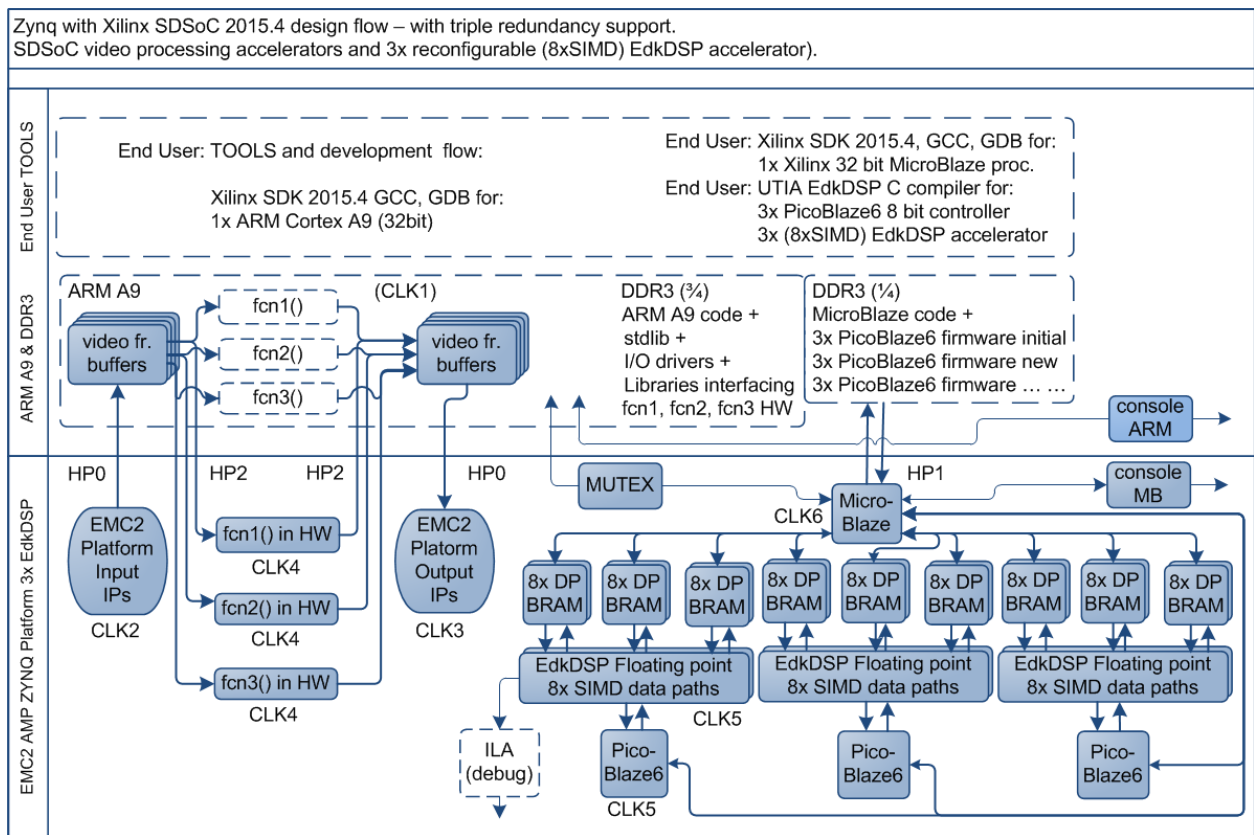 Zynq with Xilinx SDSoC 2015.4 design flow – with triple redundancy support.
SDSoC video processing accelerators and 3x reconfigurable (8xSIMD) EdkDSP accelerator).
End User TOOLS
End User: TOOLS and development flow:
Xilinx SDK 2015.4 GCC, GDB for:
1x ARM Cortex A9 (32bit)
End User: Xilinx SDK 2015.4, GCC, GDB for:
1x Xilinx 32 bit MicroBlaze proc.
End User: UTIA EdkDSP C compiler for:
3x PicoBlaze6 8 bit controller
3x (8xSIMD) EdkDSP accelerator
ARM A9 & DDR3
ARM A9
video fr.
buffers
fcn1()
fcn2()
fcn3()
(CLK1)
video fr.
buffers
DDR3 (¾)
ARM A9 code +
stdlib +
I/O drivers +
Libraries interfacing
fcn1, fcn2, fcn3 HW
DDR3 (¼)
MicroBlaze code +
3x PicoBlaze6 firmware initial
3x PicoBlaze6 firmware new
3x PicoBlaze6 firmware … …
console
ARM
EMC2 AMP ZYNQ Platform 3x EdkDSP
HP0
HP2
HP2
HP0
HP1
EMC2
Platform
Input
IPs
CLK2
fcn1() in HW
CLK4
fcn2() in HW
CLK4
fcn3() in HW
CLK4
EMC2
Platorm
Output
IPs
CLK3
MUTEX
CLK6
Micro-
Blaze
console
MB
8x DP
BRAM
8x DP
BRAM
8x DP
BRAM
8x DP
BRAM
8x DP
BRAM
8x DP
BRAM
8x DP
BRAM
8x DP
BRAM
8x DP
BRAM
EdkDSP Floating point
8x SIMD data paths
EdkDSP Floating point
8x SIMD data paths
EdkDSP Floating point
8x SIMD data paths
CLK5
ILA
(debug)
Pico-
Blaze6
CLK5
Pico-
Blaze6
Pico-
Blaze6